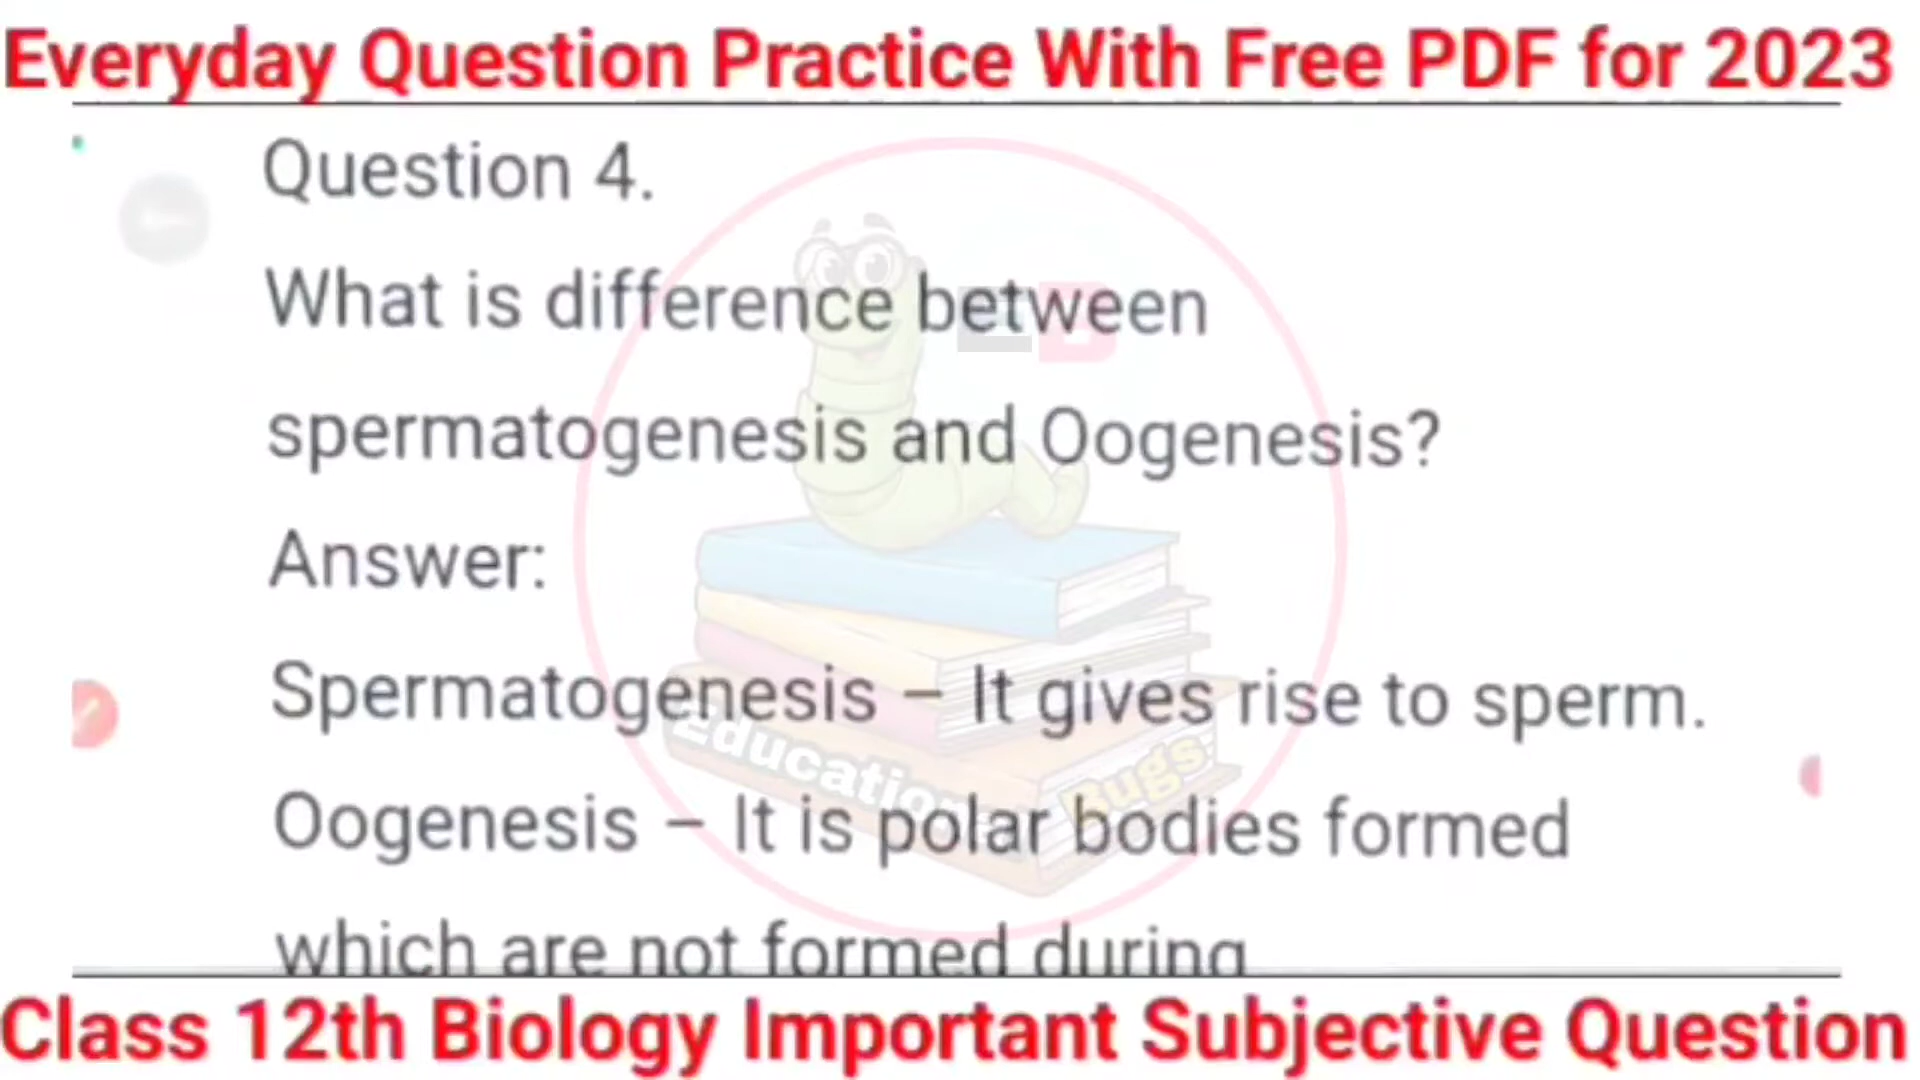 Everyday Question Practice With Free PDF for 2023
Question 4.
What is difference between
spermatogenesis and Oogenesis?
Answer:
Spermatogenesis – It gives rise to sperm.
Educational Bugs
Oogenesis – It is polar bodies formed
which are not formed during
Class 12th Biology Important Subjective Question